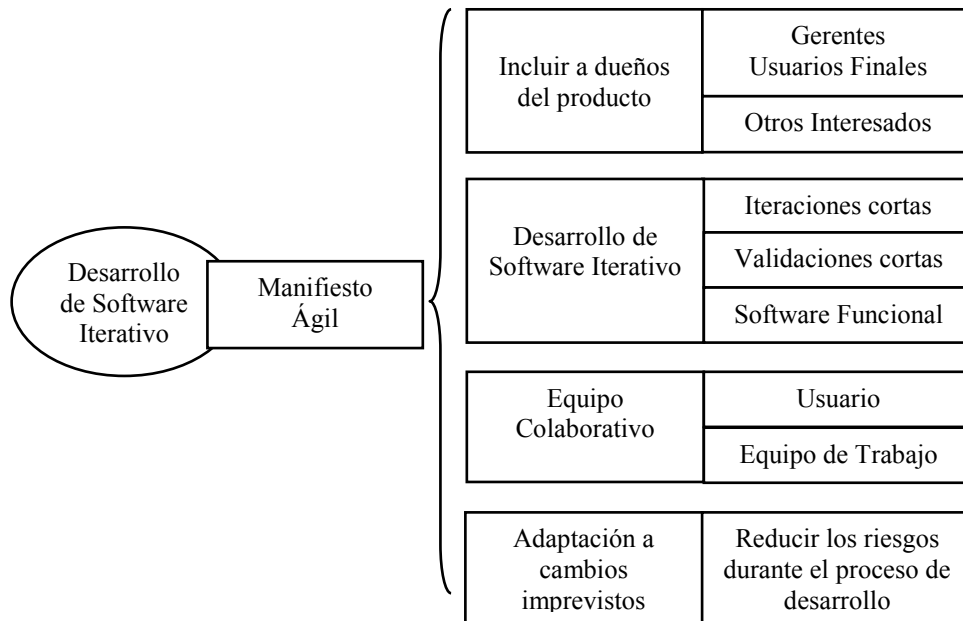 Desarrollo
de Software
Iterativo
Manifiesto
Ágil
Incluir a dueños
del producto
Gerentes
Usuarios Finales
Otros Interesados
Desarrollo de
Software Iterativo
Iteraciones cortas
Validaciones cortas
Software Funcional
Equipo
Colaborativo
Usuario
Equipo de Trabajo
Adaptación a
cambios
imprevistos
Reducir los riesgos
durante el proceso de
desarrollo